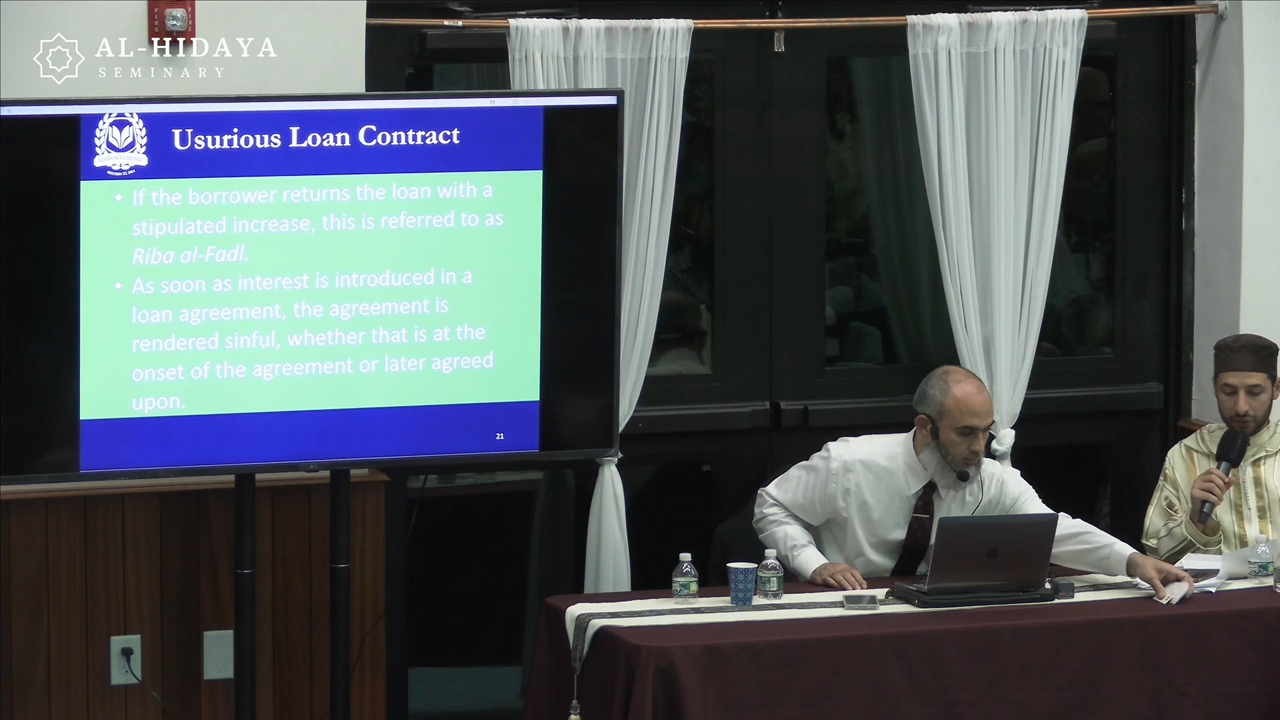 FIRE
FIRE
AL-HIDAYA
SEMINARY
Usurious Loan Contract
• If the borrower returns the loan with a
stipulated increase, this is referred to as
Riba al-Fadl.
• As soon as interest is introduced in a
loan agreement, the agreement is
rendered sinful, whether that is at the
onset of the agreement or later agreed
upon.
21